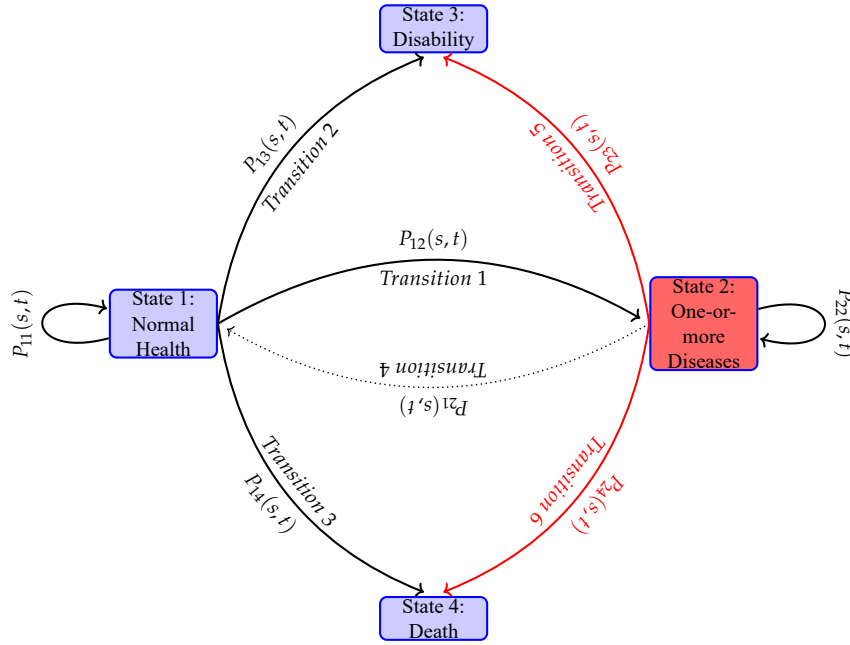 State 3:
Disability
P₁₃(s, t)
Transition 2
P₂₃(s, t)
Transition 5
P₁₂(s, t)
Transition 1
P₁₁(s, t)
State 1:
Normal
Health
State 2:
One-or-
more
Diseases
P₂₂(s, t)
Transition 4
P₂₁(s, t)
Transition 3
P₁₄(s, t)
Transition 6
P₂₄(s, t)
State 4:
Death